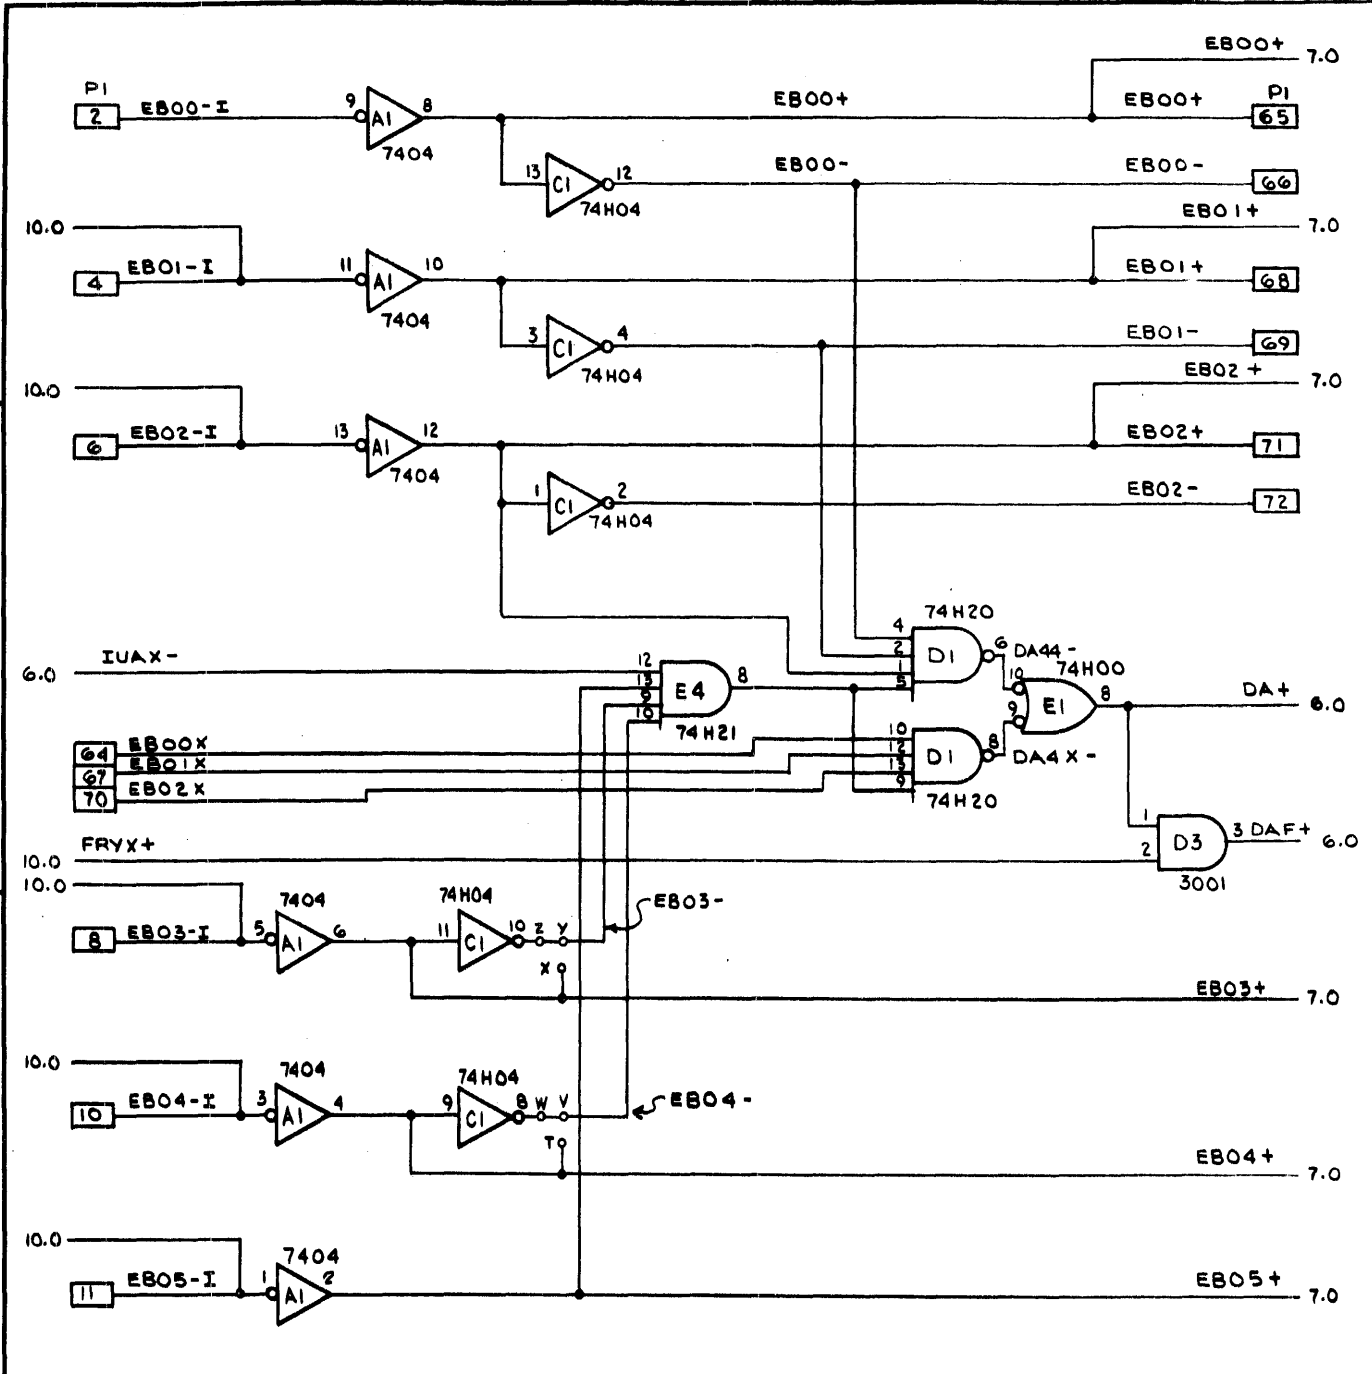 EB00+ 7.0
P1 P1
2 EB00-I 9 A1 8 EB00+ EB00+ 65
7404
13 C1 12 EB00- EB00- 66
74H04
10.0 EB01+ 7.0
4 EB01-I 11 A1 10 EB01+ 68
7404
3 C1 4 EB01- 69
74H04
10.0 EB02+ 7.0
6 EB02-I 13 A1 12 EB02+ 71
7404
1 C1 2 EB02- 72
74H04
74H20
4
2
1
5
D1 6 DA44-
74H00
6.0 IUAX-
12
13
9
10
E4 8
74H21
10
9
E1 8 DA+ 6.0
64 EB00X
67 EB01X
70 EB02X
10
12
13
9
D1 8 DA4X-
74H20
10.0 FRYX+
1
2
D3 3 DAF+ 6.0
3001
10.0
7404 74H04
8 EB03-I 5 A1 6 11 C1 10 Z Y EB03-
X
EB03+ 7.0
10.0
7404 74H04
10 EB04-I 3 A1 4 9 C1 8 W V EB04-
T
EB04+ 7.0
10.0
7404
11 EB05-I 1 A1 2 EB05+ 7.0